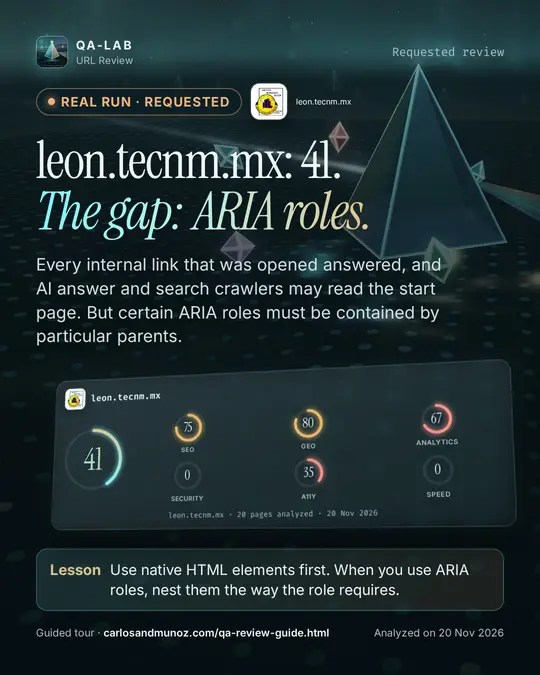 QA-LAB
URL Review
Requested review
REAL RUN · REQUESTED
leon.tecnm.mx
leon.tecnm.mx: 41.
The gap: ARIA roles.
Every internal link that was opened answered, and
AI answer and search crawlers may read the start
page. But certain ARIA roles must be contained by
particular parents.
leon.tecnm.mx
41
75
SEO
80
GEO
67
ANALYTICS
0
SECURITY
35
A11Y
0
SPEED
leon.tecnm.mx · 20 pages analyzed · 20 Nov 2026
Lesson
Use native HTML elements first. When you use ARIA
roles, nest them the way the role requires.
Guided tour · carlosandmunoz.com/qa-review-guide.html
Analyzed on 20 Nov 2026